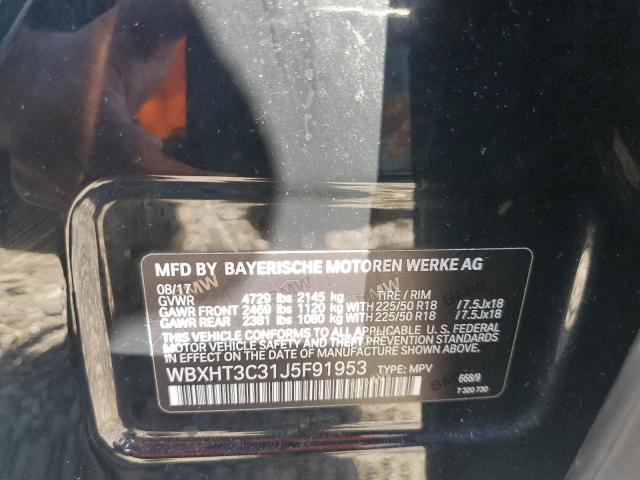 MFD BY BAYERISCHE MOTOREN WERKE AG
08/17
GVWR 4729 lbs 2145 kg TIRE / RIM
GAWR FRONT 2469 lbs 1120 kg WITH 225/50 R18 /7.5Jx18
GAWR REAR 2381 lbs 1080 kg WITH 225/50 R18 /7.5Jx18
THIS VEHICLE CONFORMS TO ALL APPLICABLE U. S. FEDERAL
MOTOR VEHICLE SAFETY, BUMPER, AND THEFT PREVENTION
STANDARDS IN EFFECT ON THE DATE OF MANUFACTURE SHOWN ABOVE.
WBXHT3C31J5F91953 TYPE: MPV
668/9
7 320 730